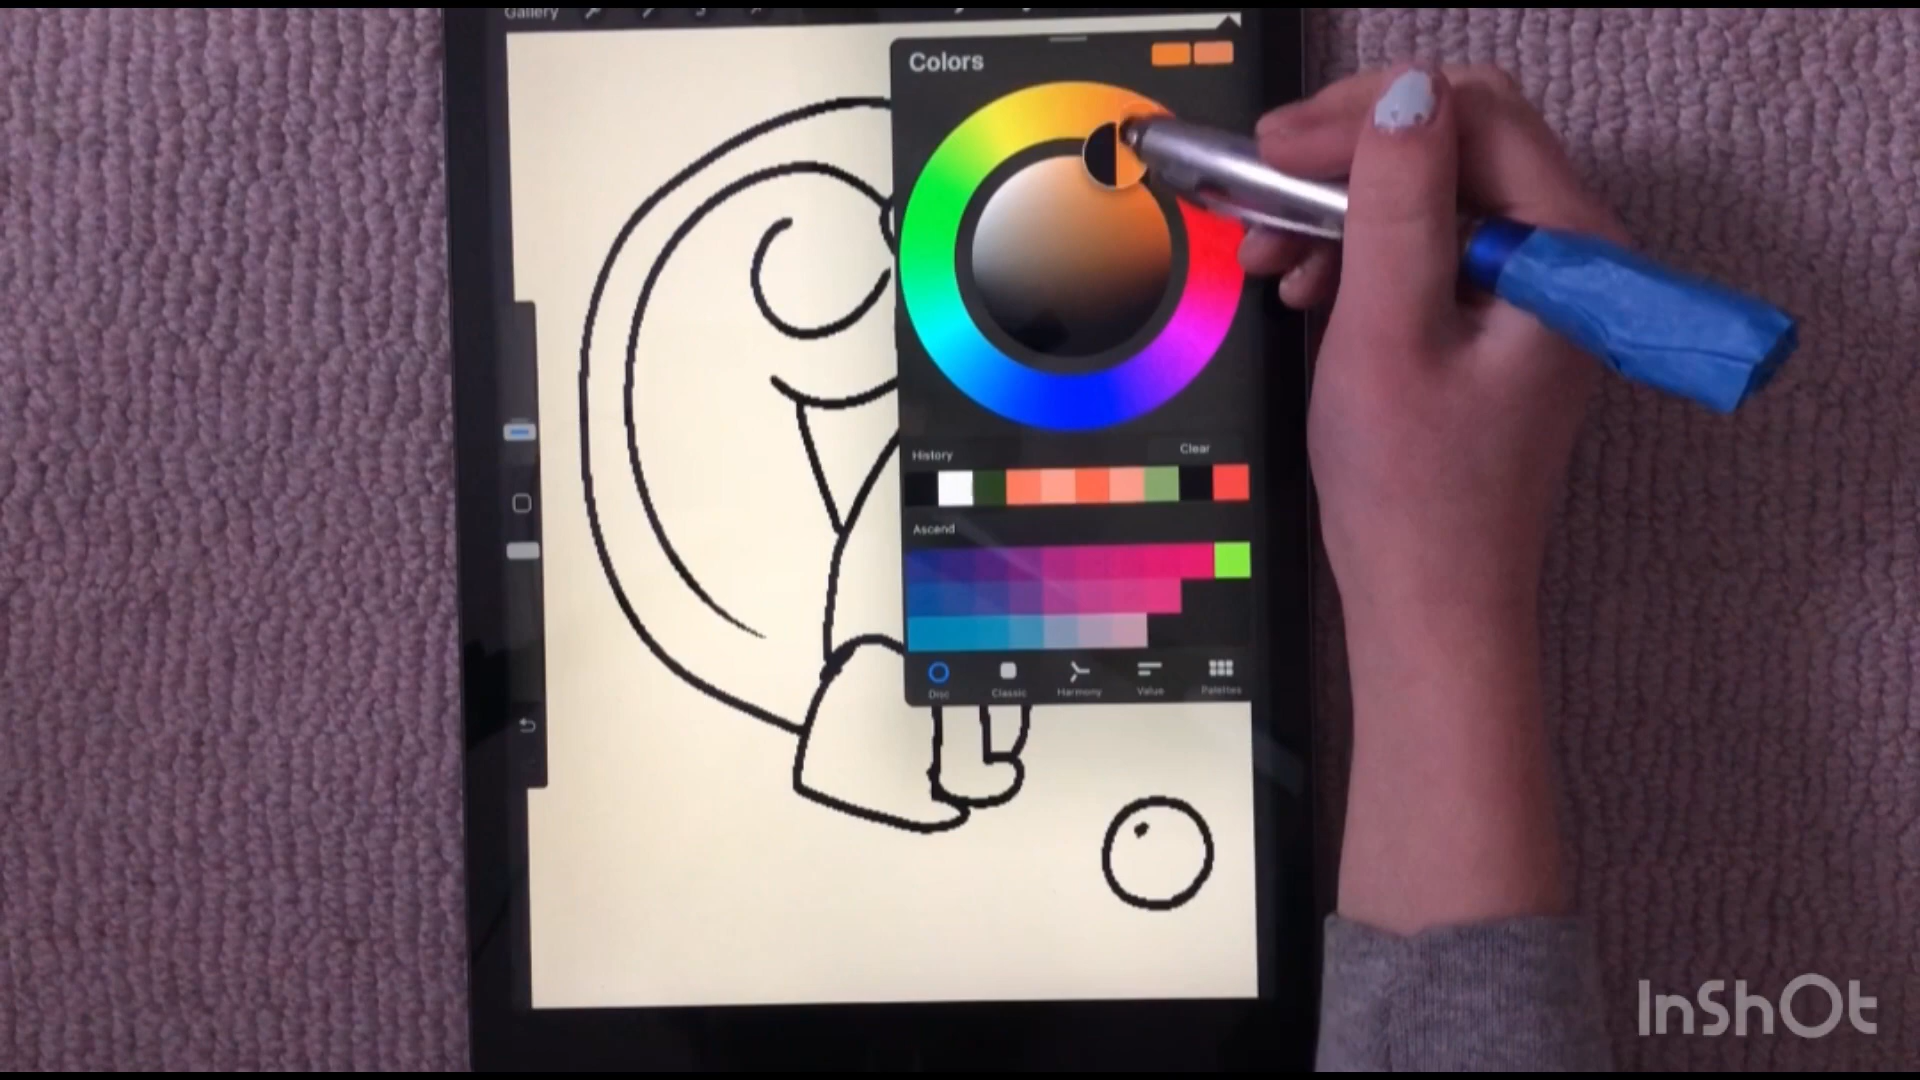 Gallery
Colors
History Clear
Ascend
Disc Classic Harmony Value Palettes
InShOt